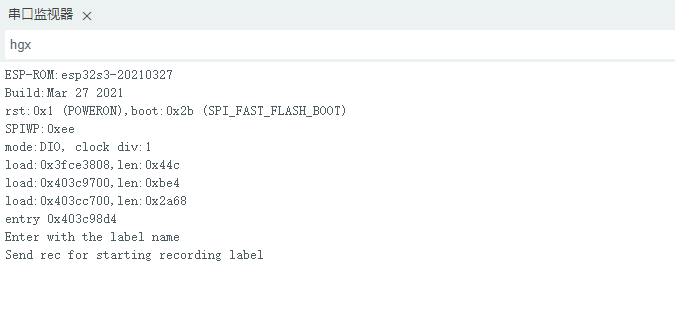 串口监视器 ×
hgx
ESP-ROM:esp32s3-20210327
Build:Mar 27 2021
rst:0x1 (POWERON),boot:0x2b (SPI_FAST_FLASH_BOOT)
SPIWP:0xee
mode:DIO, clock div:1
load:0x3fce3808,len:0x44c
load:0x403c9700,len:0xbe4
load:0x403cc700,len:0x2a68
entry 0x403c98d4
Enter with the label name
Send rec for starting recording label